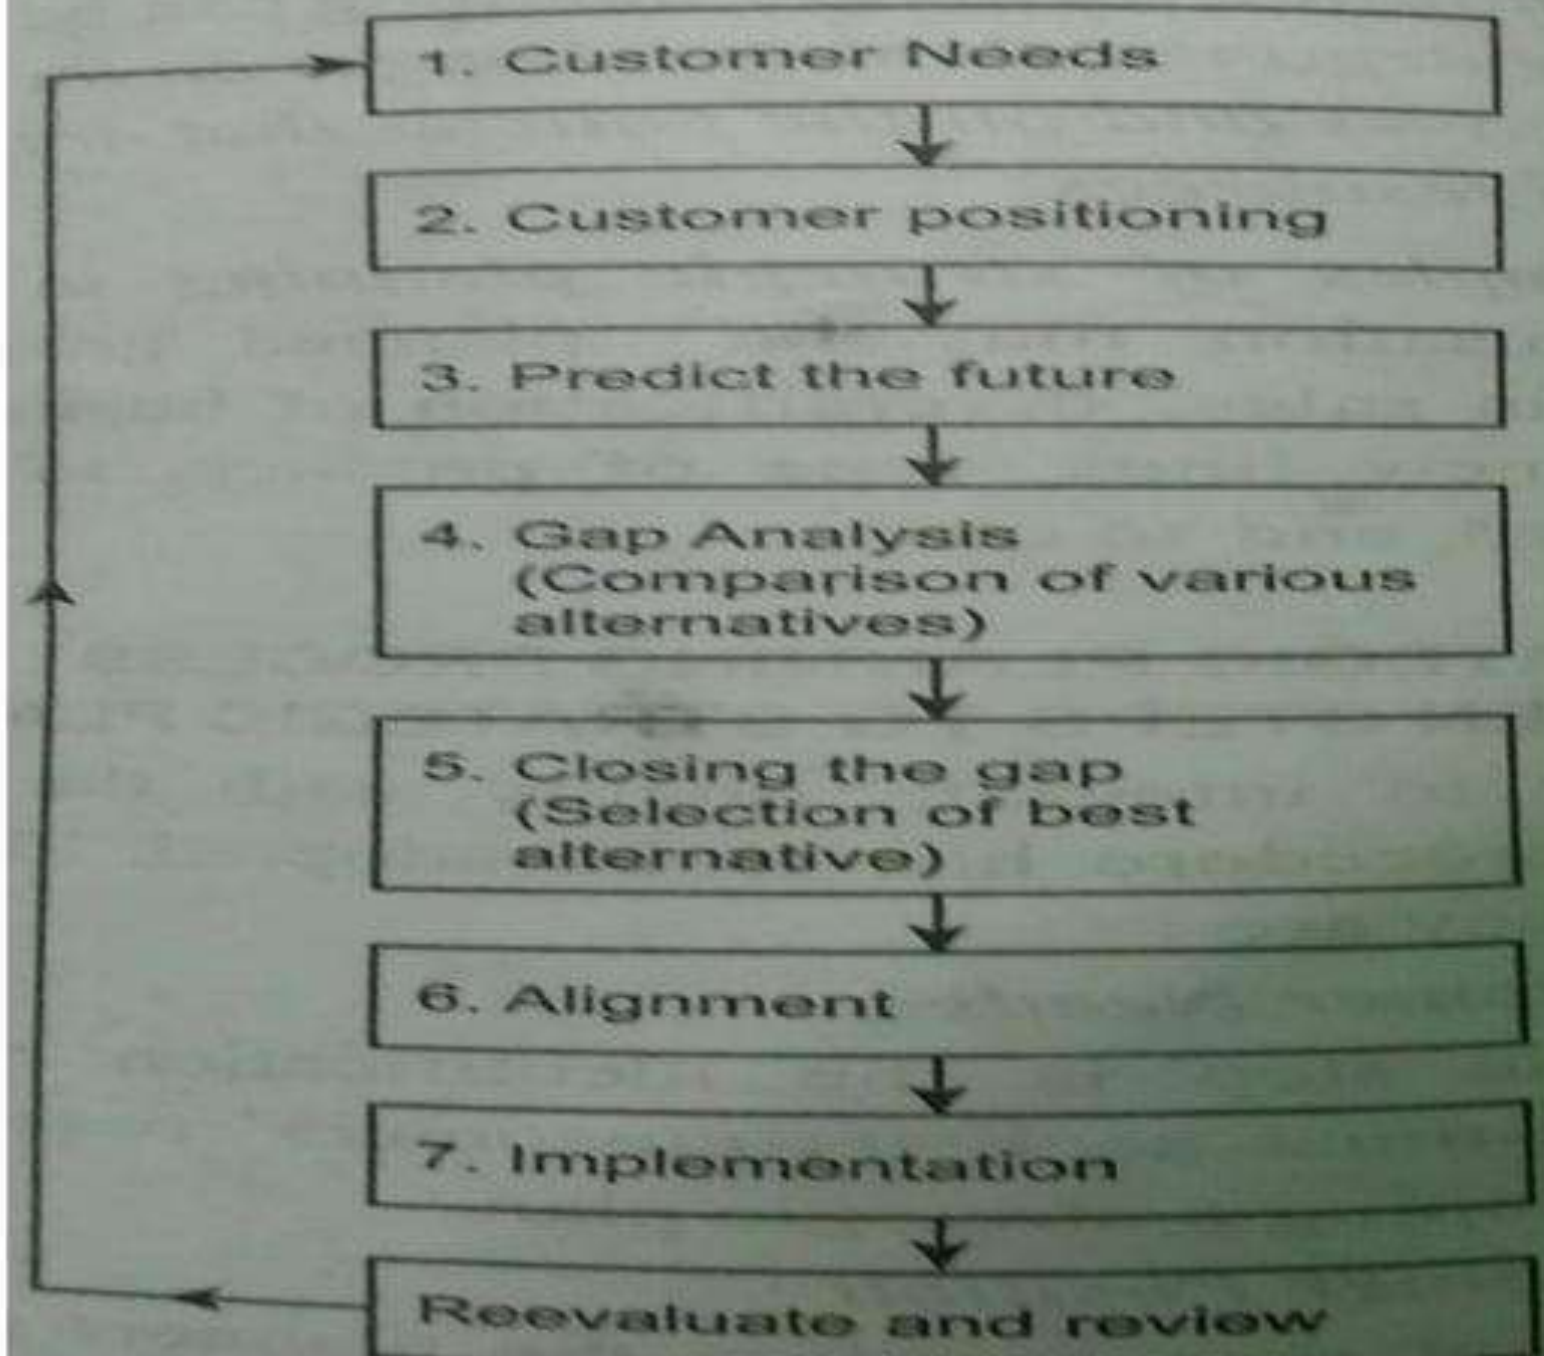 1. Customer Needs
2. Customer positioning
3. Predict the future
4. Gap Analysis
(Comparison of various
alternatives)
5. Closing the gap
(Selection of best
alternative)
6. Alignment
7. Implementation
Reevaluate and review